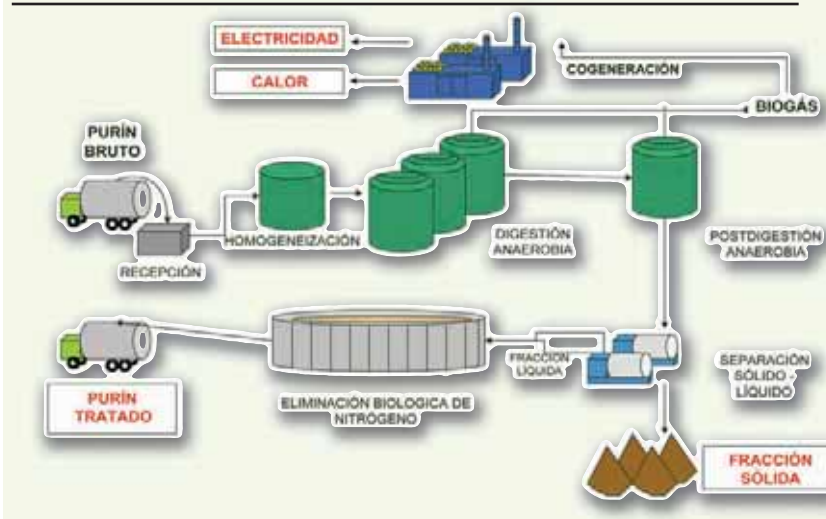 ELECTRICIDAD
CALOR
COGENERACIÓN
BIOGÁS
PURÍN
BRUTO
HOMOGENEIZACIÓN
RECEPCIÓN
DIGESTIÓN
ANAEROBIA
POSTDIGESTIÓN
ANAEROBIA
PURÍN
TRATADO
ELIMINACIÓN BIOLOGICA DE
NITRÓGENO
FRACCIÓN
LÍQUIDA
SEPARACIÓN
SÓLIDO -
LÍQUIDO
FRACCIÓN
SÓLIDA